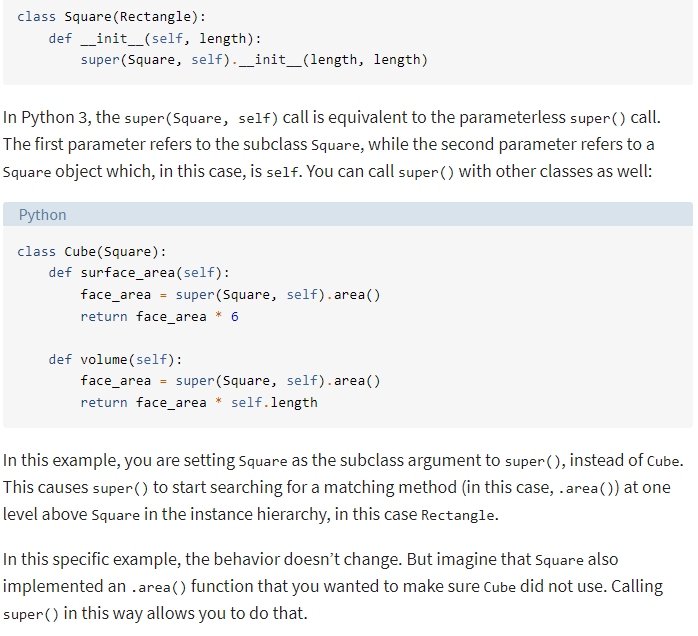 class Square(Rectangle):
    def __init__(self, length):
        super(Square, self).__init__(length, length)
In Python 3, the super(Square, self) call is equivalent to the parameterless super() call.
The first parameter refers to the subclass Square, while the second parameter refers to a
Square object which, in this case, is self. You can call super() with other classes as well:
Python
class Cube(Square):
    def surface_area(self):
        face_area = super(Square, self).area()
        return face_area * 6
    def volume(self):
        face_area = super(Square, self).area()
        return face_area * self.length
In this example, you are setting Square as the subclass argument to super(), instead of Cube.
This causes super() to start searching for a matching method (in this case, .area()) at one
level above Square in the instance hierarchy, in this case Rectangle.
In this specific example, the behavior doesn’t change. But imagine that Square also
implemented an .area() function that you wanted to make sure Cube did not use. Calling
super() in this way allows you to do that.